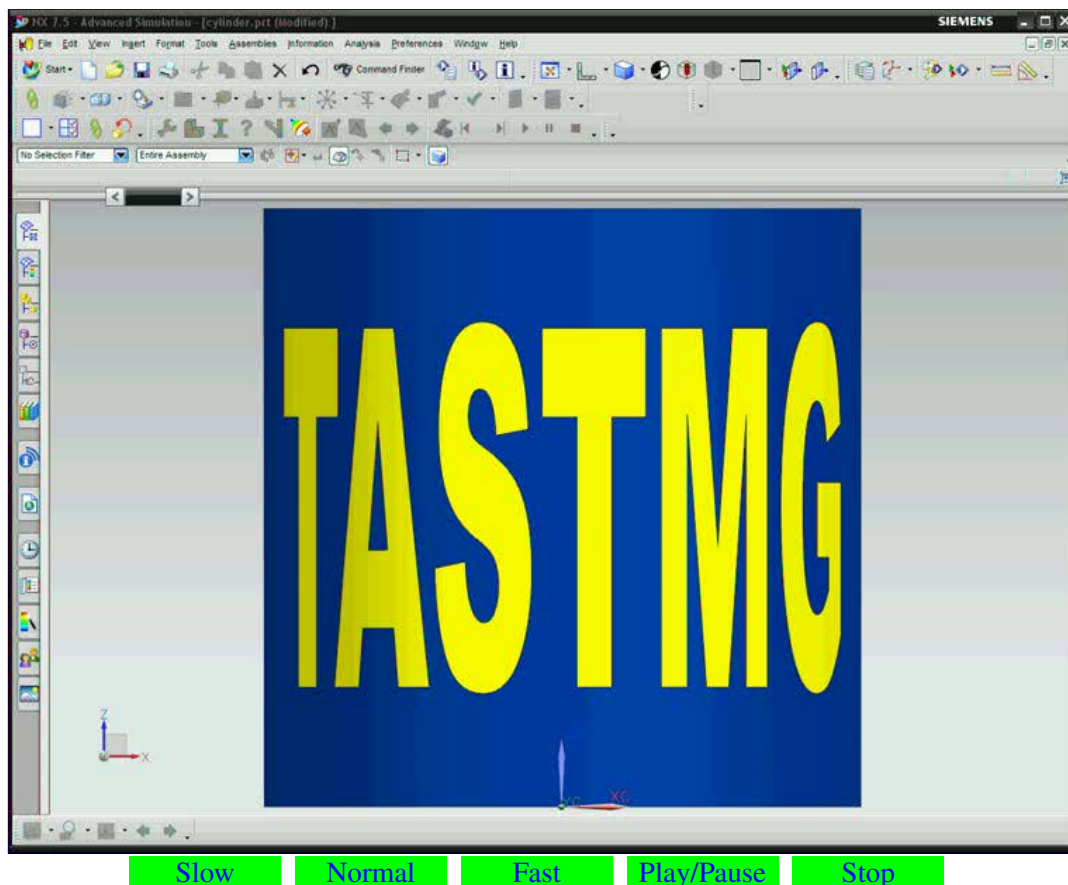 NX 7.5 - Advanced Simulation - [cylinder.prt (Modified) ] SIEMENS
File Edit View Insert Format Tools Assemblies Information Analysis Preferences Window Help
Start Command Finder
No Selection Filter Entire Assembly
TASTMG
Z
X
XC
Slow Normal Fast Play/Pause Stop